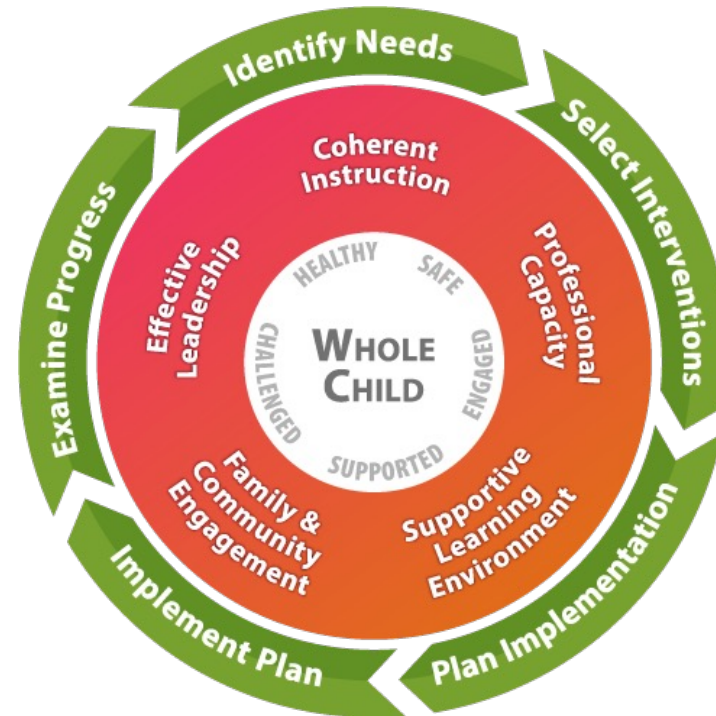 Identify Needs
Select Interventions
Plan Implementation
Implement Plan
Examine Progress
Coherent
Instruction
Professional
Capacity
Supportive
Learning
Environment
Family &
Community
Engagement
Effective
Leadership
HEALTHY
SAFE
ENGAGED
SUPPORTED
CHALLENGED
WHOLE
CHILD